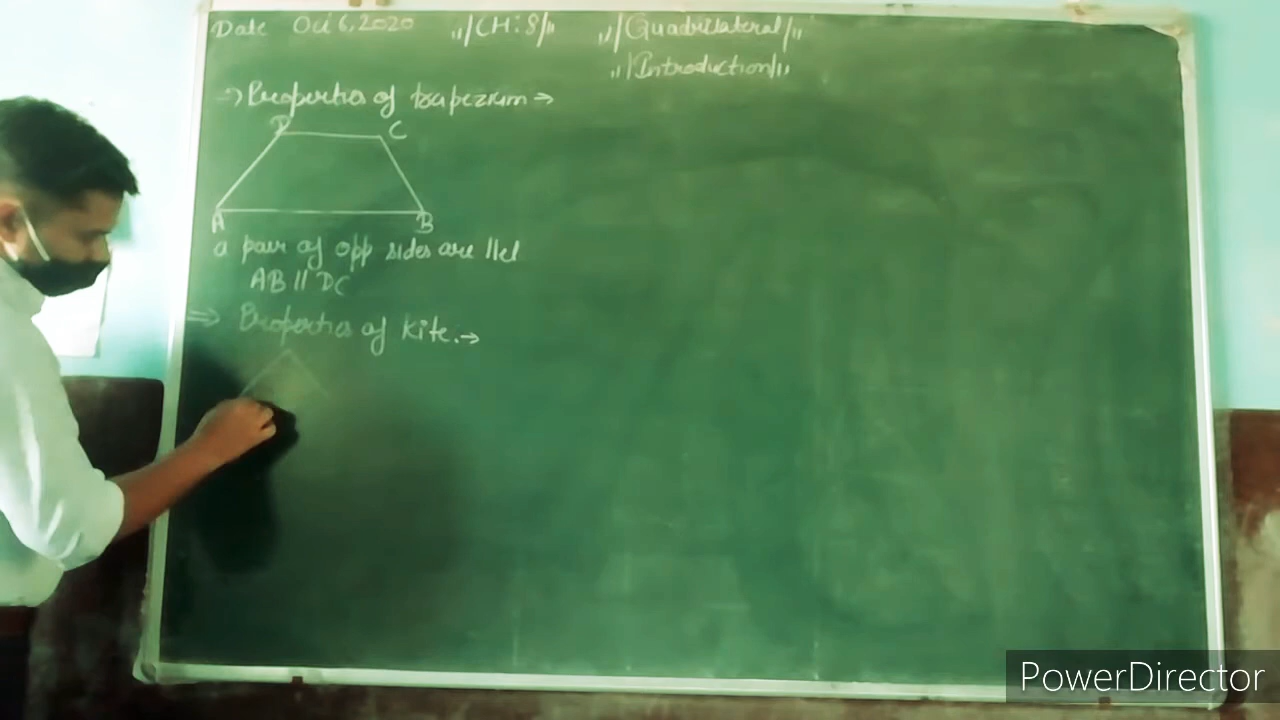 Date Oct 6, 2020 ,,/CH:8/,, ,,/Quadrilateral/,,
,,/Introduction/,,
→ Properties of trapezium →
D C
A B
a pair of opp sides are ||el
AB || DC
⇒ Properties of Kite. →
PowerDirector